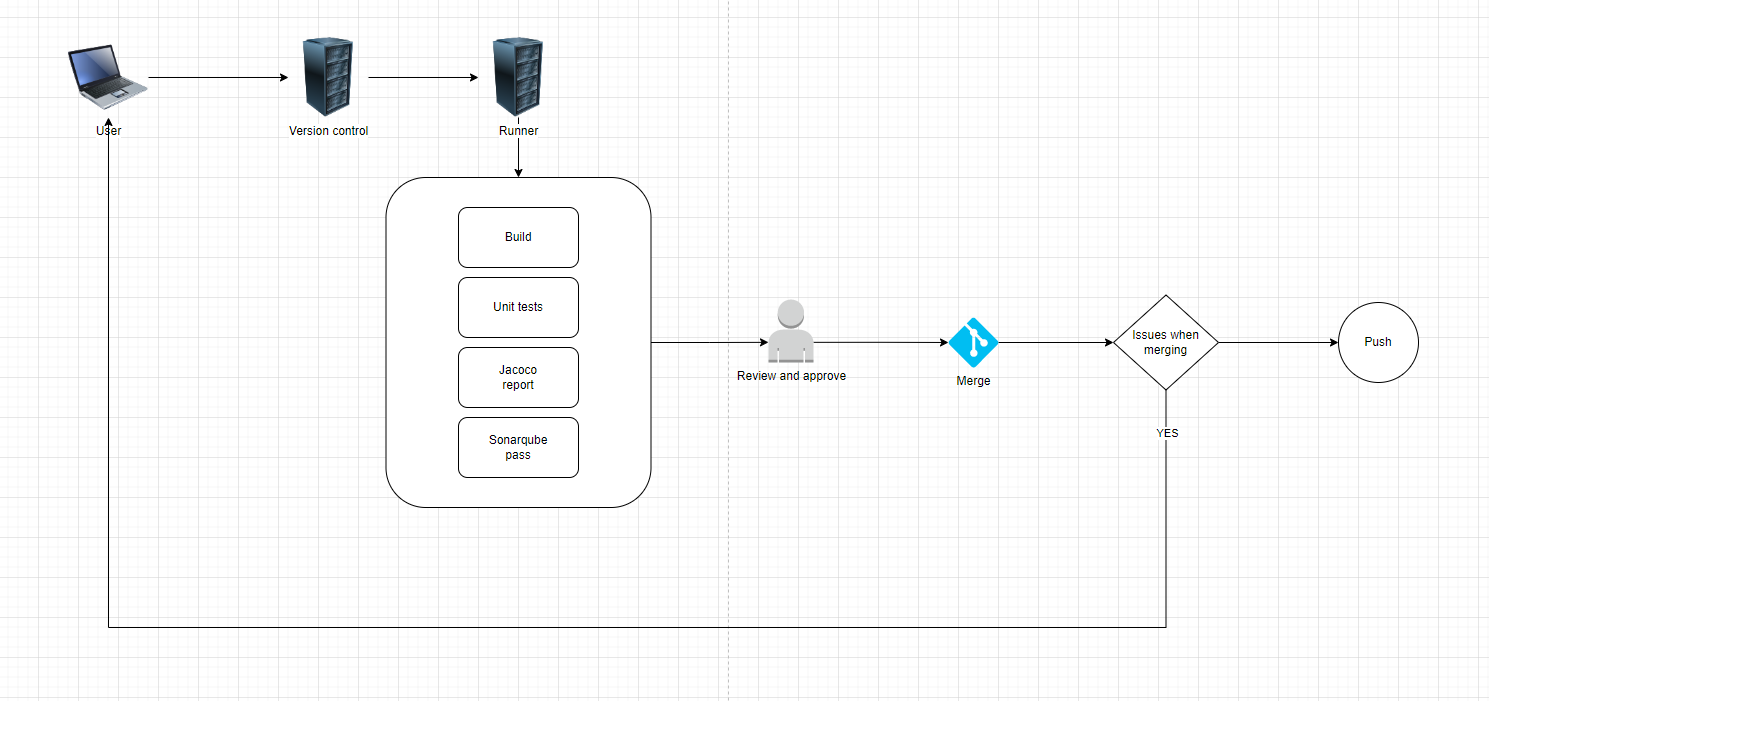 User
Version control
Runner
Build
Unit tests
Jacoco
report
Sonarqube
pass
Review and approve
Merge
Issues when
merging
Push
YES